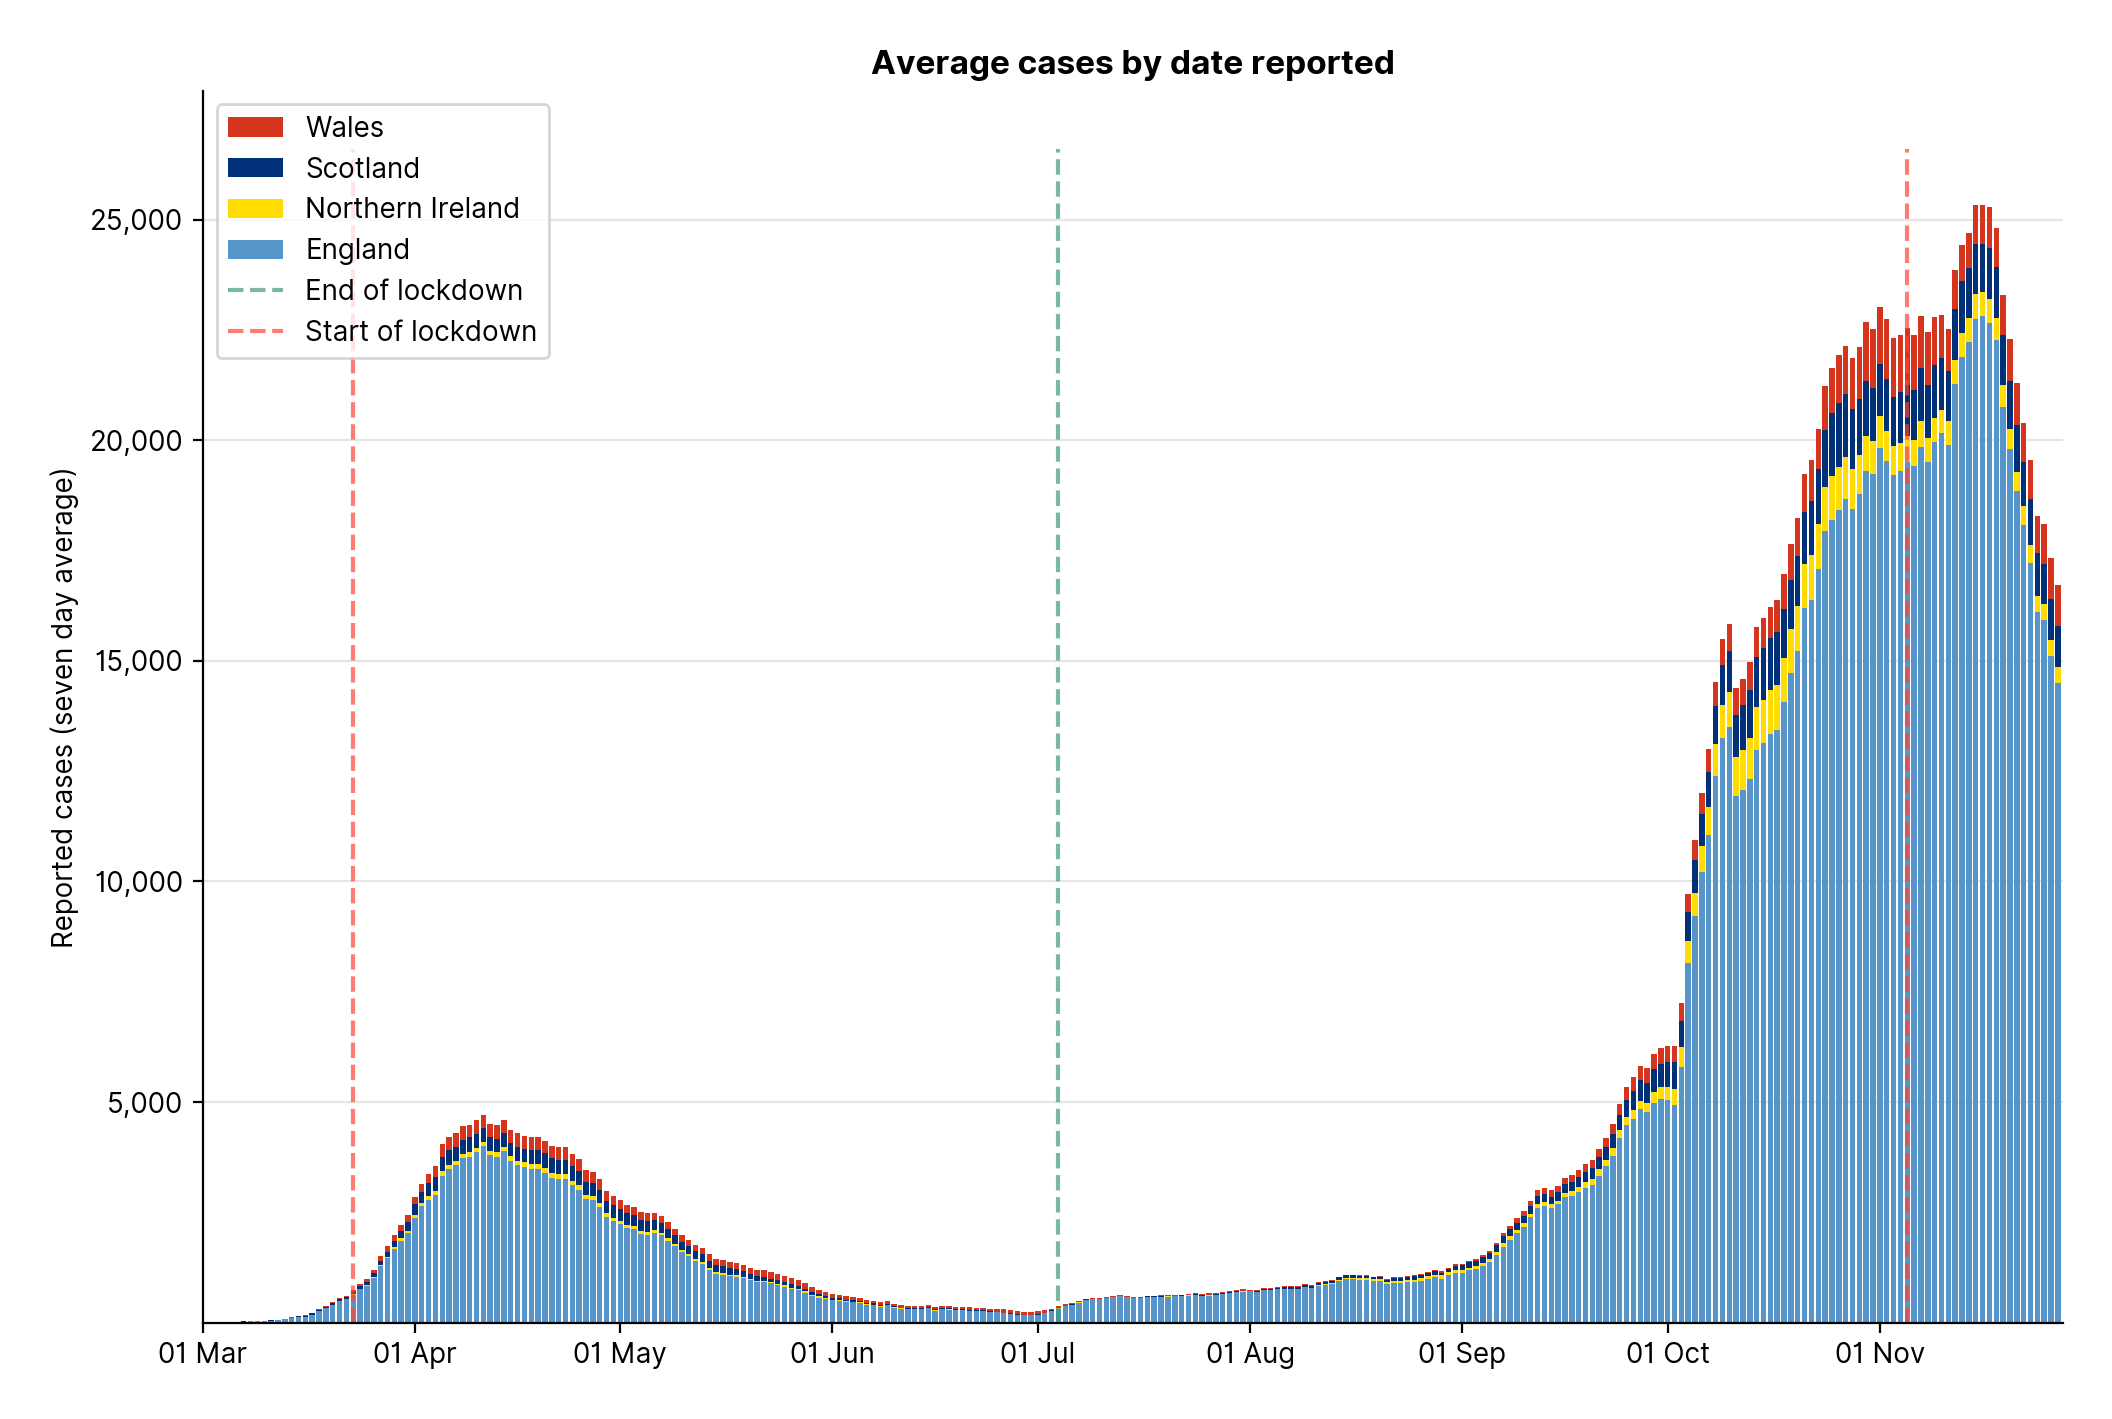 Average cases by date reported
Wales
Scotland
Northern Ireland
England
End of lockdown
Start of lockdown
Reported cases (seven day average)
25,000
20,000
15,000
10,000
5,000
01 Mar
01 Apr
01 May
01 Jun
01 Jul
01 Aug
01 Sep
01 Oct
01 Nov